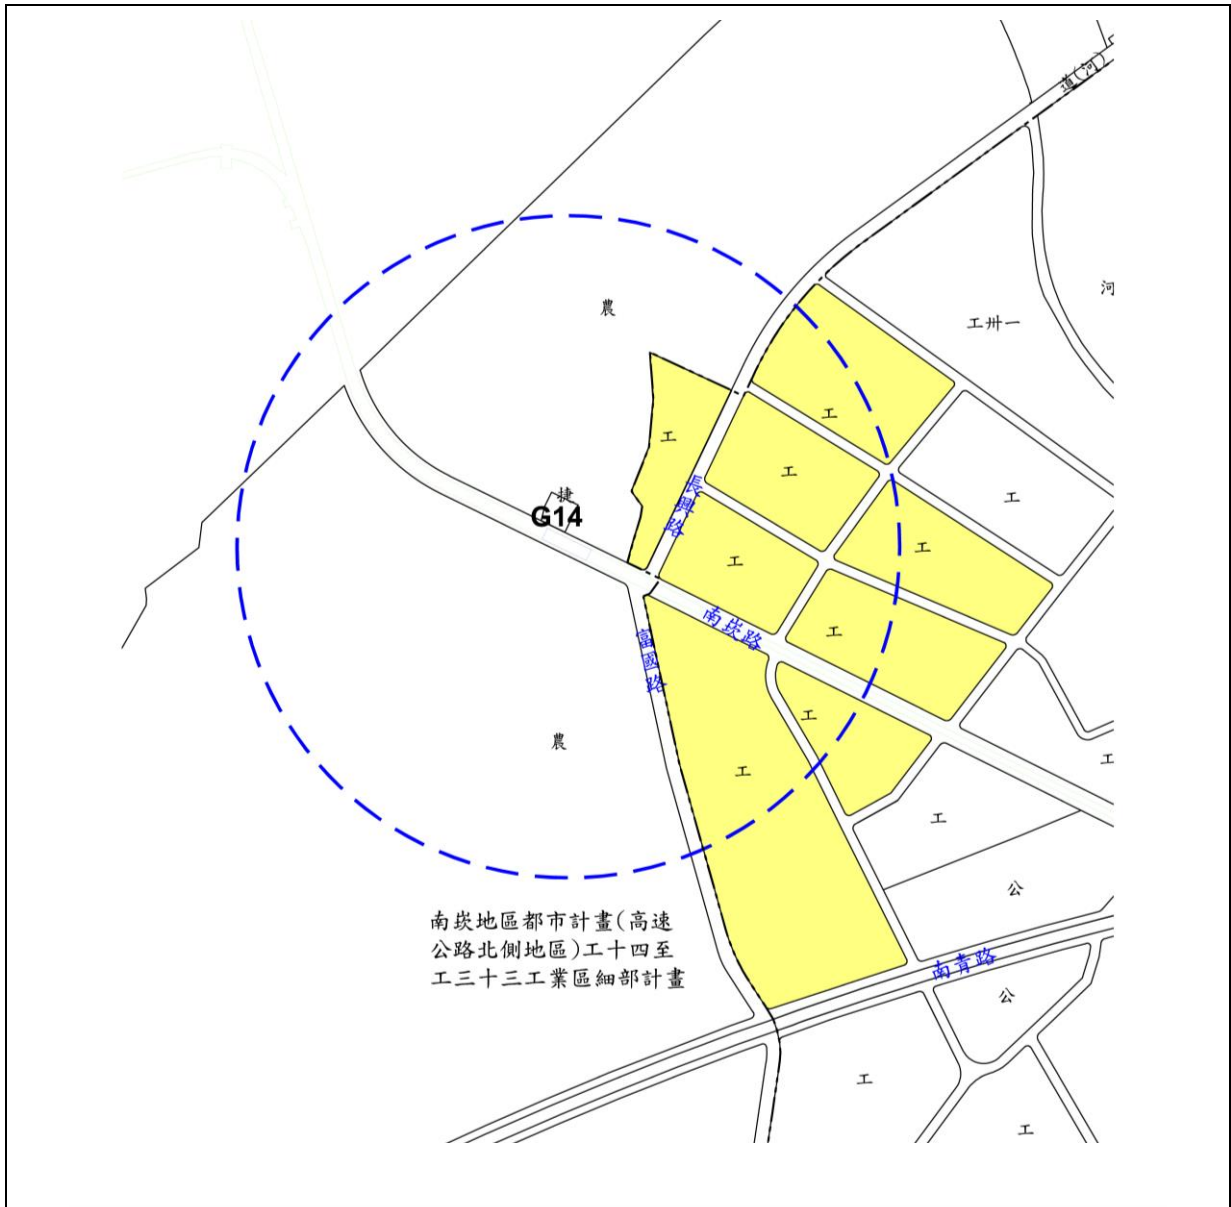 道(河)
河
農
工卅一
工
工
工
工
長興路
捷
G14
工
工
工
南崁路
富國路
工
農
工
工
工
工
公
南崁地區都市計畫(高速
公路北側地區)工十四至
工三十三工業區細部計畫
南青路
公
工
工